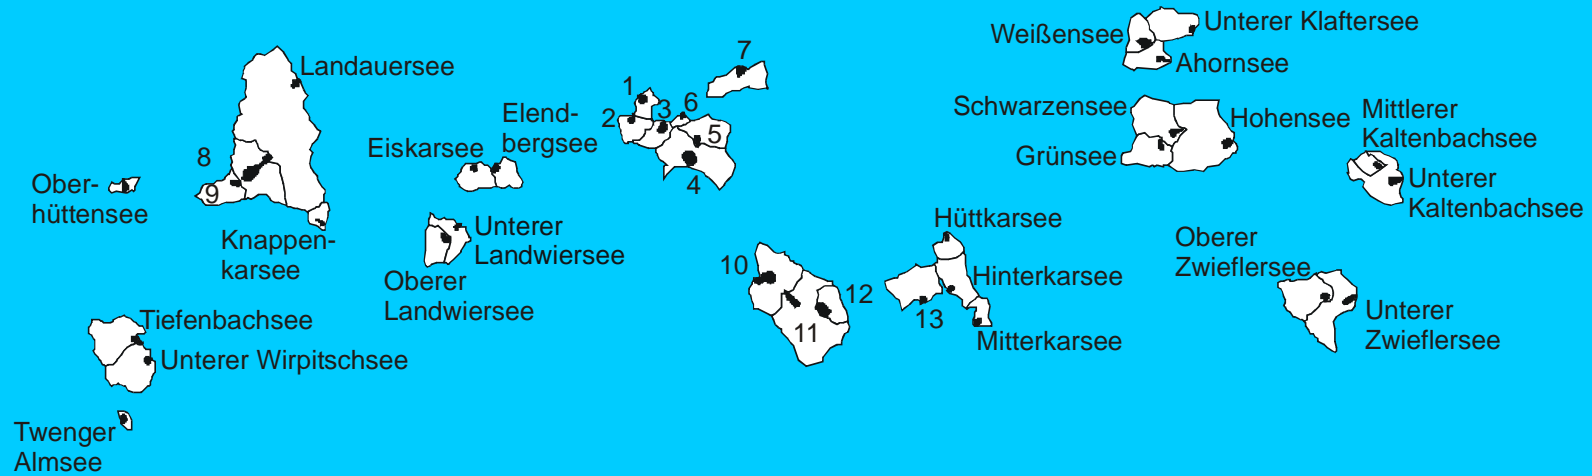 Weißensee
Unterer Klaftersee
Ahornsee
7
Landauersee
1
6
Elend-
bergsee
2
3
5
4
Schwarzensee
Hohensee
Grünsee
Mittlerer
Kaltenbachsee
Unterer
Kaltenbachsee
Eiskarsee
8
9
Ober-
hüttensee
Knappen-
karsee
Unterer
Landwiersee
Oberer
Landwiersee
Hüttkarsee
Hinterkarsee
13
Mitterkarsee
10
12
11
Oberer
Zwieflersee
Unterer
Zwieflersee
Tiefenbachsee
Unterer Wirpitschsee
Twenger
Almsee